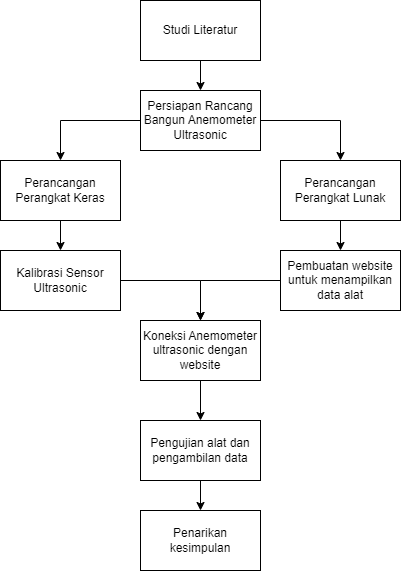 Studi Literatur
Persiapan Rancang
Bangun Anemometer
Ultrasonic
Perancangan
Perangkat Keras
Perancangan
Perangkat Lunak
Kalibrasi Sensor
Ultrasonic
Pembuatan website
untuk menampilkan
data alat
Koneksi Anemometer
ultrasonic dengan
website
Pengujian alat dan
pengambilan data
Penarikan
kesimpulan